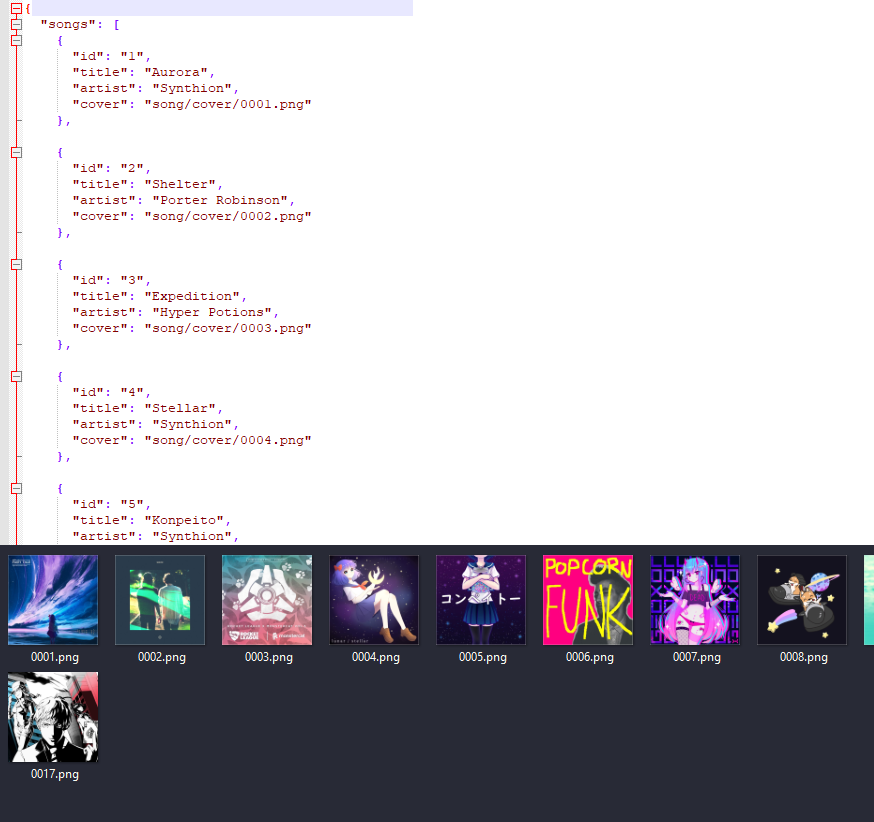 {
"songs": [
{
"id": "1",
"title": "Aurora",
"artist": "Synthion",
"cover": "song/cover/0001.png"
},
{
"id": "2",
"title": "Shelter",
"artist": "Porter Robinson",
"cover": "song/cover/0002.png"
},
{
"id": "3",
"title": "Expedition",
"artist": "Hyper Potions",
"cover": "song/cover/0003.png"
},
{
"id": "4",
"title": "Stellar",
"artist": "Synthion",
"cover": "song/cover/0004.png"
},
{
"id": "5",
"title": "Konpeito",
"artist": "Synthion",
コンペイトー
POPCORN
FUNK
ROCKET
LEAGUE
lunar | stellar
0001.png 0002.png 0003.png 0004.png 0005.png 0006.png 0007.png 0008.png
0017.png